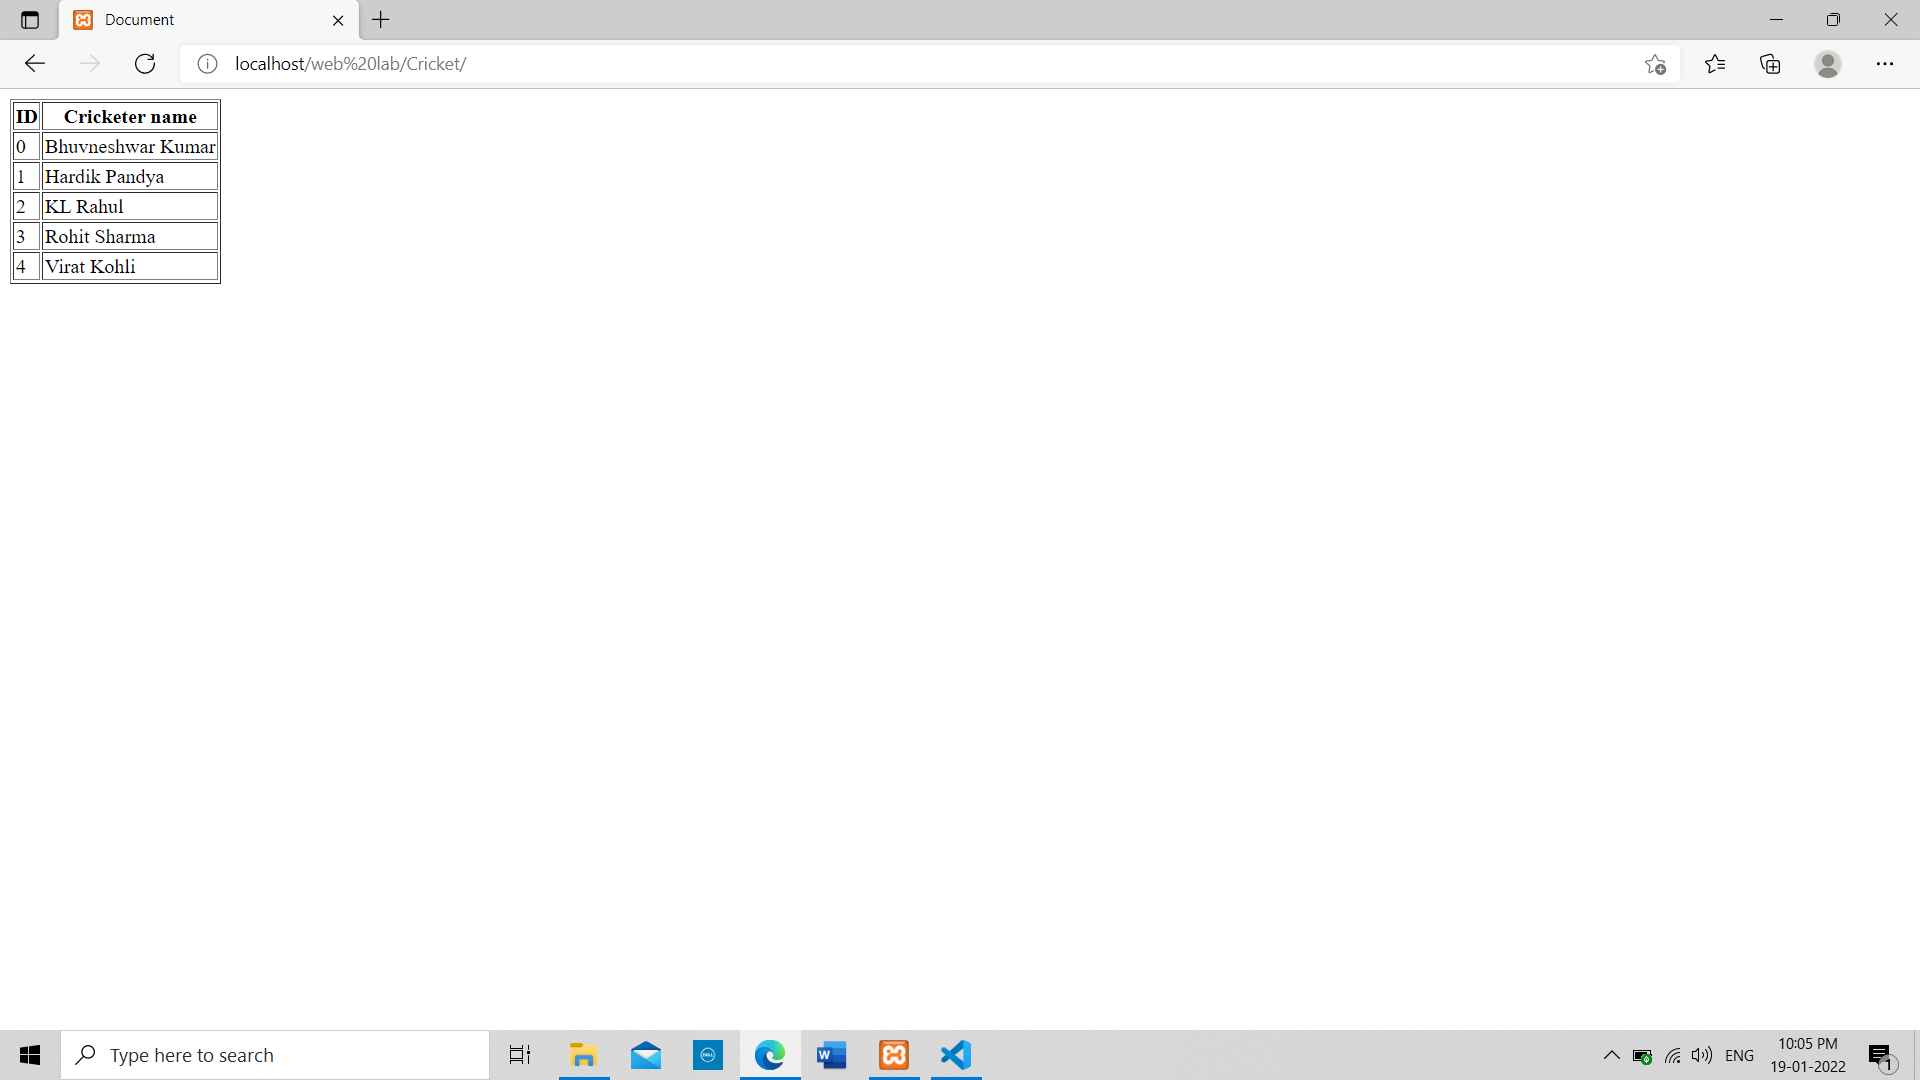 Document
localhost/web%20lab/Cricket/
ID Cricketer name
0 Bhuvneshwar Kumar
1 Hardik Pandya
2 KL Rahul
3 Rohit Sharma
4 Virat Kohli
Type here to search
ENG
10:05 PM
19-01-2022
1